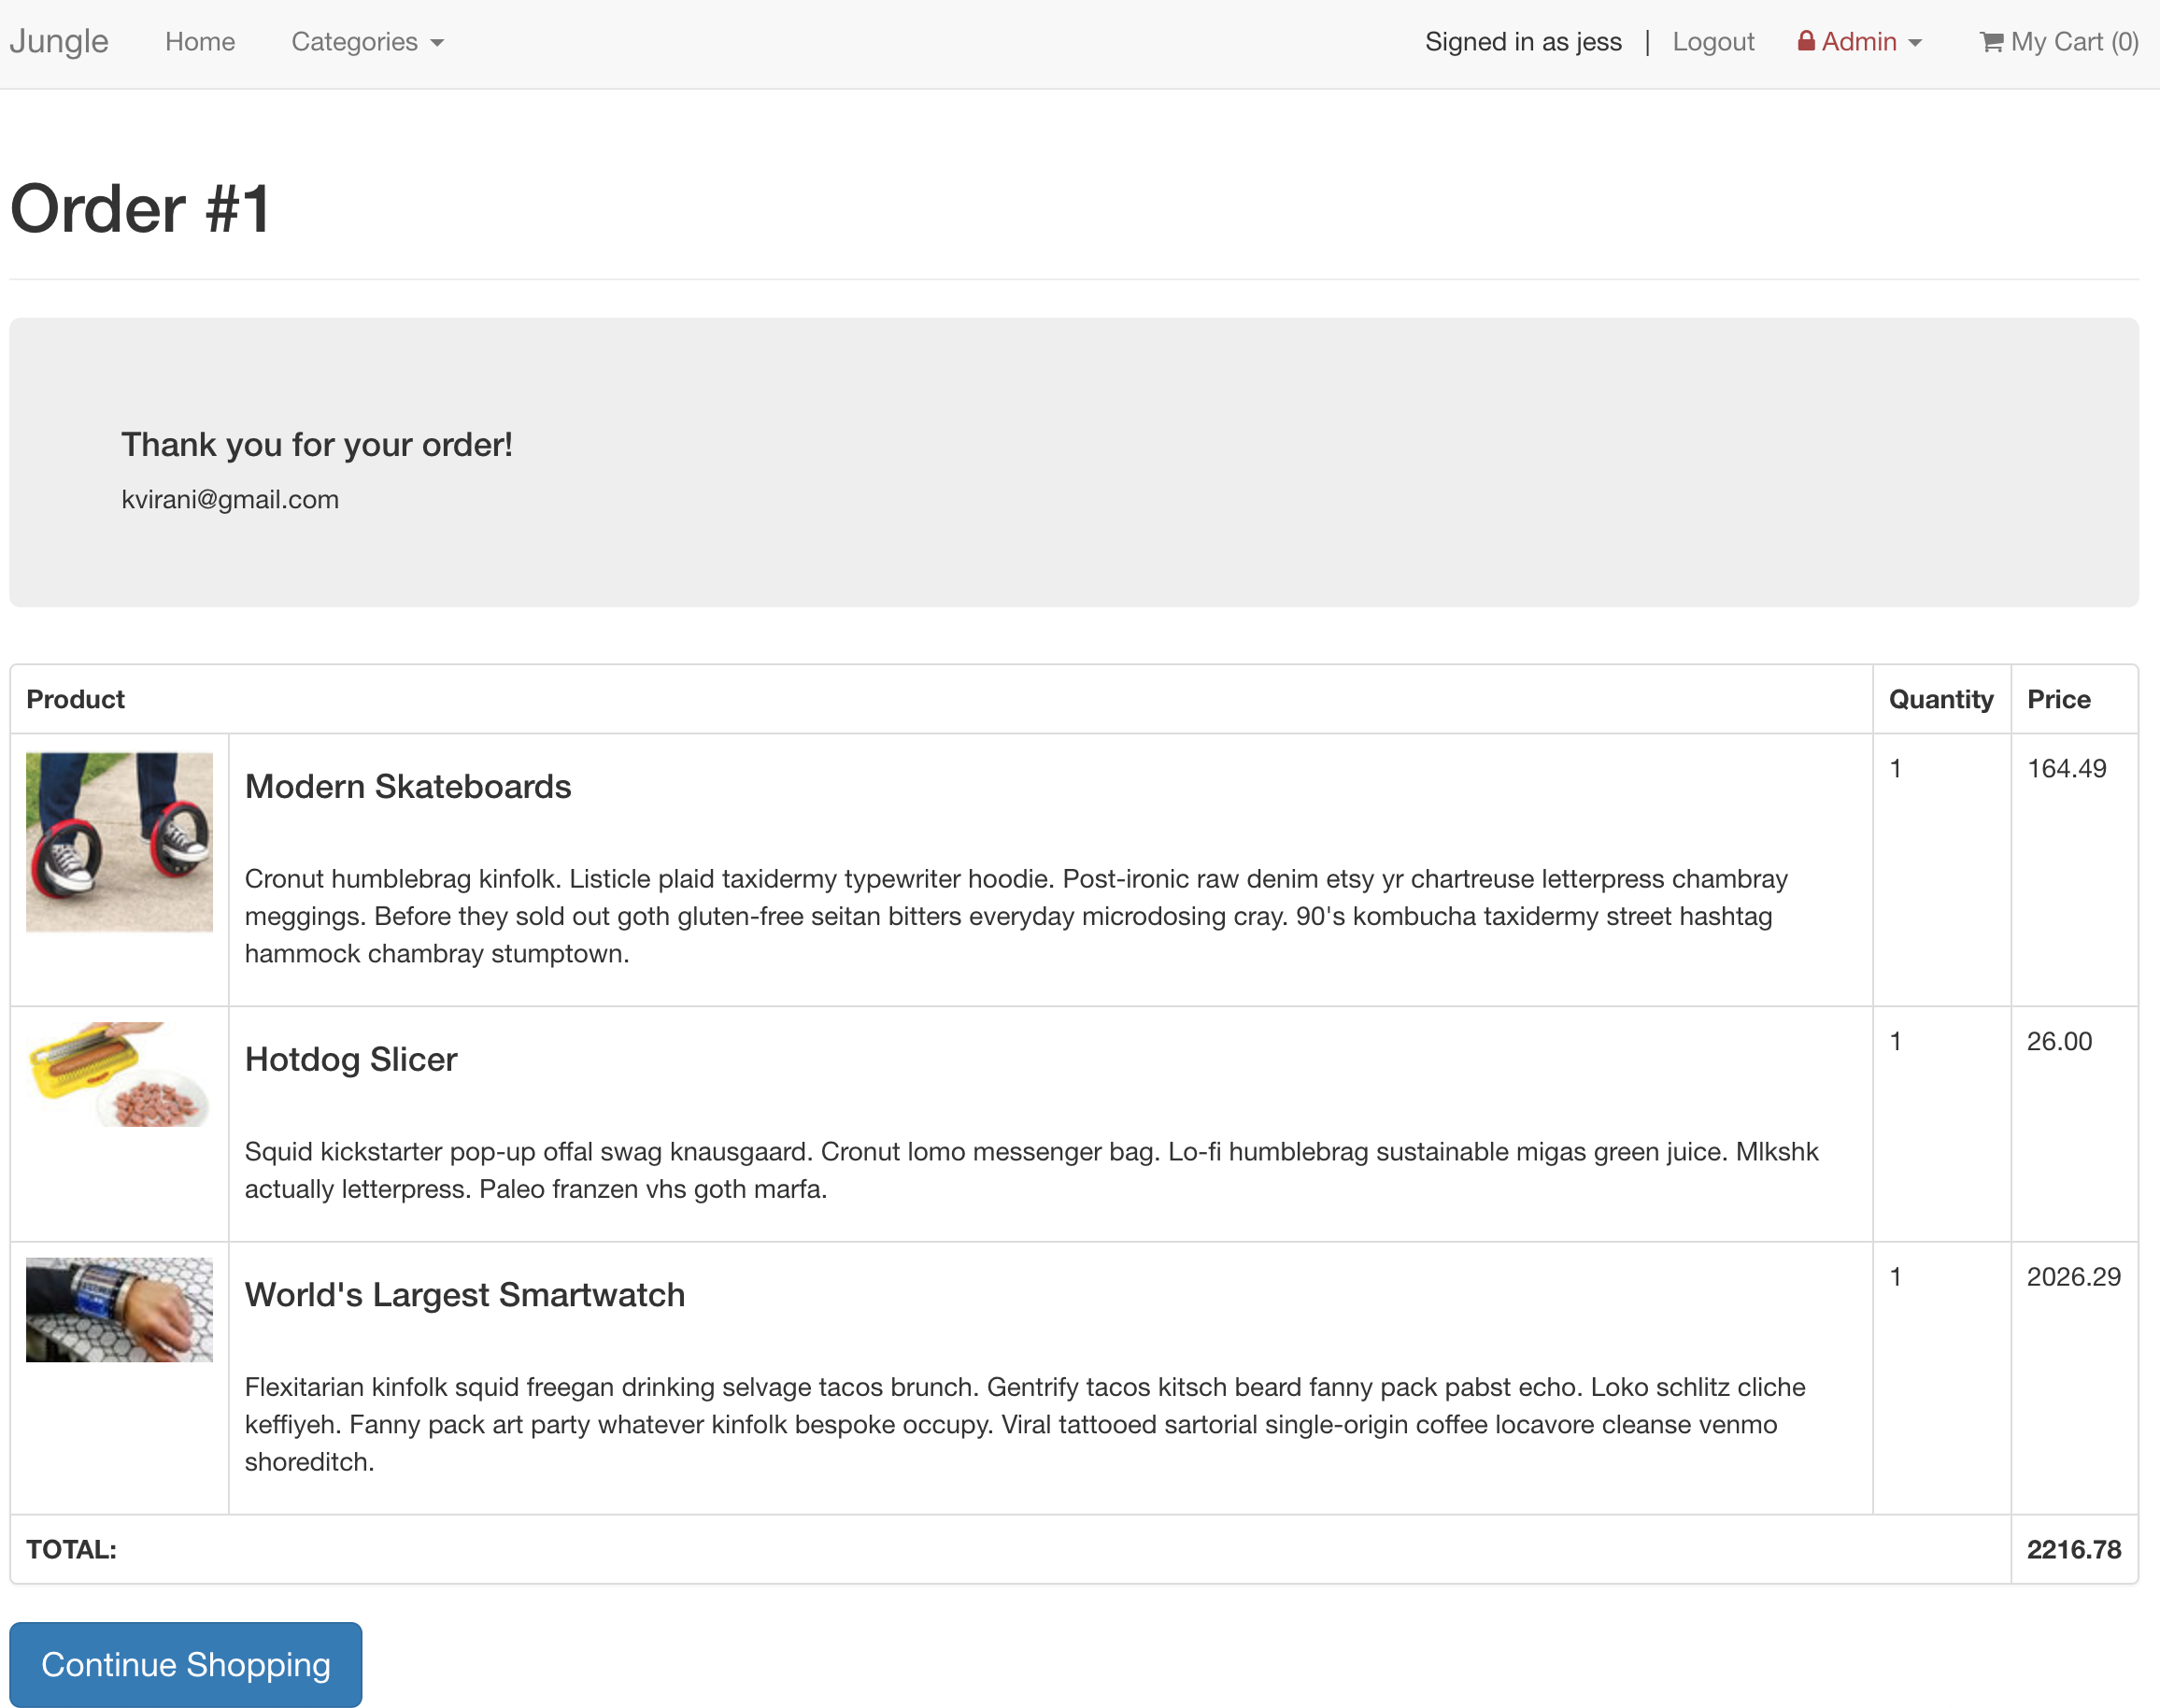 Jungle Home Categories Signed in as jess | Logout Admin My Cart (0)
Order #1
Thank you for your order!
kvirani@gmail.com
Product Quantity Price
Modern Skateboards 1 164.49
Cronut humblebrag kinfolk. Listicle plaid taxidermy typewriter hoodie. Post-ironic raw denim etsy yr chartreuse letterpress chambray
meggings. Before they sold out goth gluten-free seitan bitters everyday microdosing cray. 90's kombucha taxidermy street hashtag
hammock chambray stumptown.
Hotdog Slicer 1 26.00
Squid kickstarter pop-up offal swag knausgaard. Cronut lomo messenger bag. Lo-fi humblebrag sustainable migas green juice. Mlkshk
actually letterpress. Paleo franzen vhs goth marfa.
World's Largest Smartwatch 1 2026.29
Flexitarian kinfolk squid freegan drinking selvage tacos brunch. Gentrify tacos kitsch beard fanny pack pabst echo. Loko schlitz cliche
keffiyeh. Fanny pack art party whatever kinfolk bespoke occupy. Viral tattooed sartorial single-origin coffee locavore cleanse venmo
shoreditch.
TOTAL: 2216.78
Continue Shopping